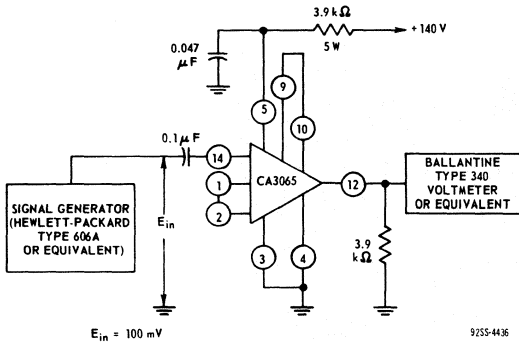 3.9 kΩ
+140 V
5 W
0.047
μF
9
5
10
0.1 μF
14
CA3065
1
12
2
BALLANTINE
TYPE 340
VOLTMETER
OR EQUIVALENT
SIGNAL GENERATOR
(HEWLETT-PACKARD
TYPE 606A
OR EQUIVALENT)
Ein
3
4
3.9
kΩ
Ein = 100 mV
92SS-4436